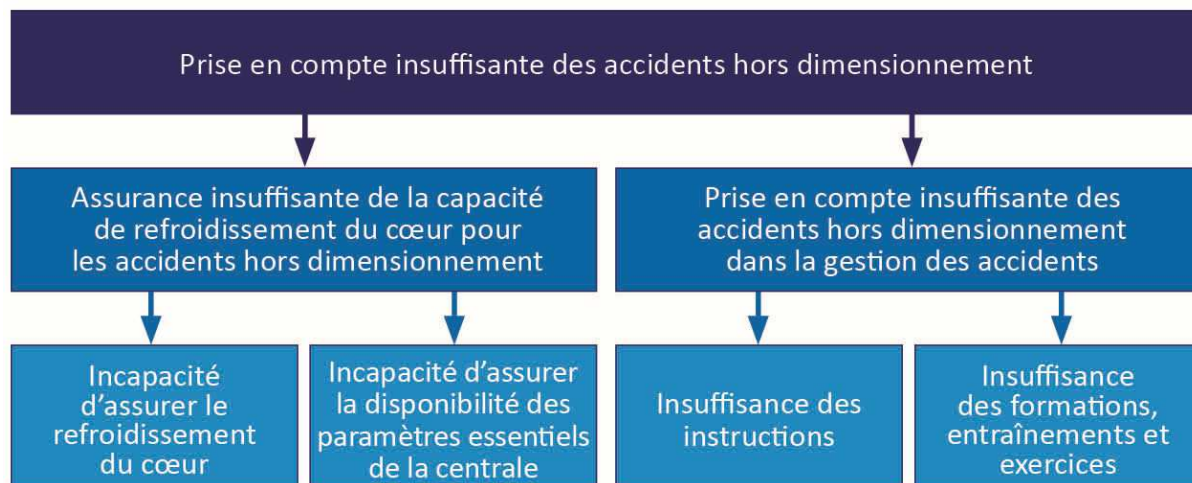 Prise en compte insuffisante des accidents hors dimensionnement
Assurance insuffisante de la capacité
de refroidissement du cœur pour
les accidents hors dimensionnement
Prise en compte insuffisante des
accidents hors dimensionnement
dans la gestion des accidents
Incapacité
d’assurer le
refroidissement
du cœur
Incapacité d’assurer
la disponibilité des
paramètres essentiels
de la centrale
Insuffisance des
instructions
Insuffisance
des formations,
entraînements et
exercices